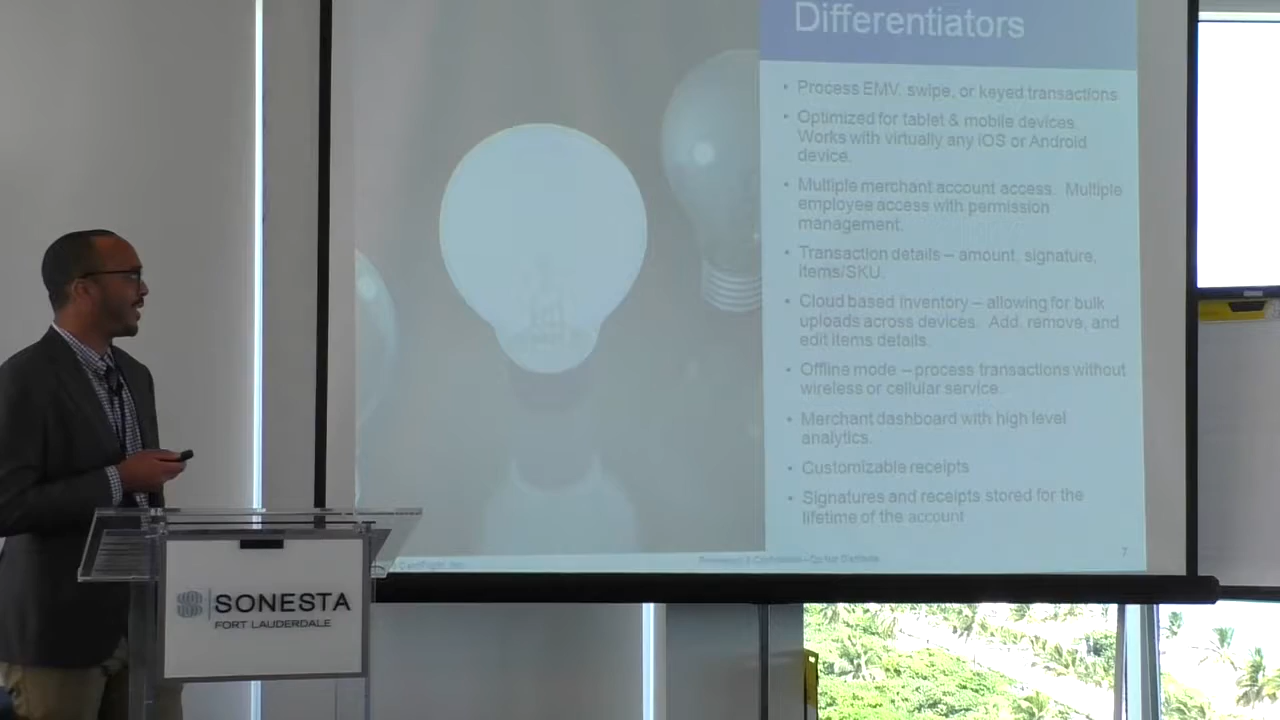 Differentiators
• Process EMV, swipe, or keyed transactions
• Optimized for tablet & mobile devices.
Works with virtually any iOS or Android
device.
• Multiple merchant account access. Multiple
employee access with permission
management.
• Transaction details – amount, signature,
items/SKU.
• Cloud based inventory – allowing for bulk
uploads across devices. Add, remove, and
edit items details.
• Offline mode – process transactions without
wireless or cellular service.
• Merchant dashboard with high level
analytics.
• Customizable receipts
• Signatures and receipts stored for the
lifetime of the account
7
SONESTA
FORT LAUDERDALE